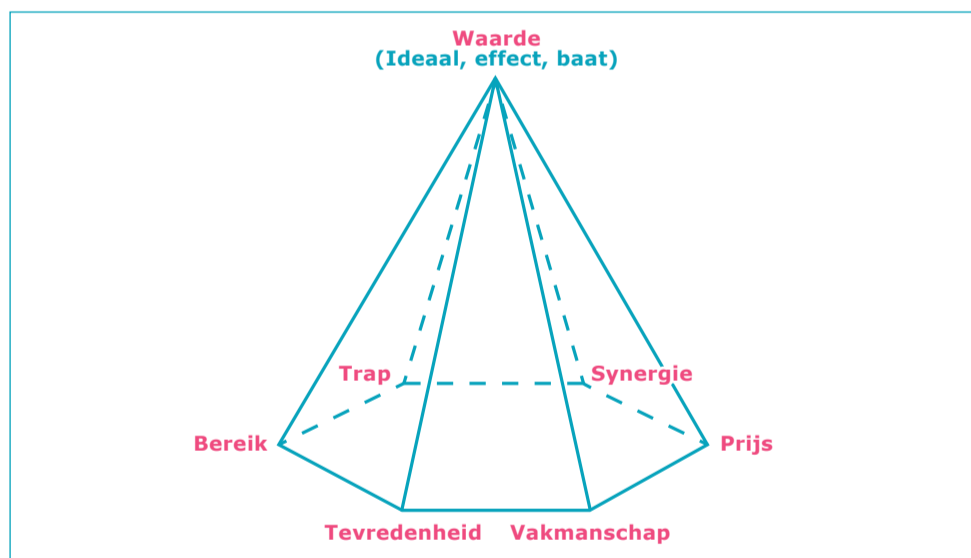 Waarde
(Ideaal, effect, baat)
Trap
Synergie
Bereik
Prijs
Tevredenheid
Vakmanschap